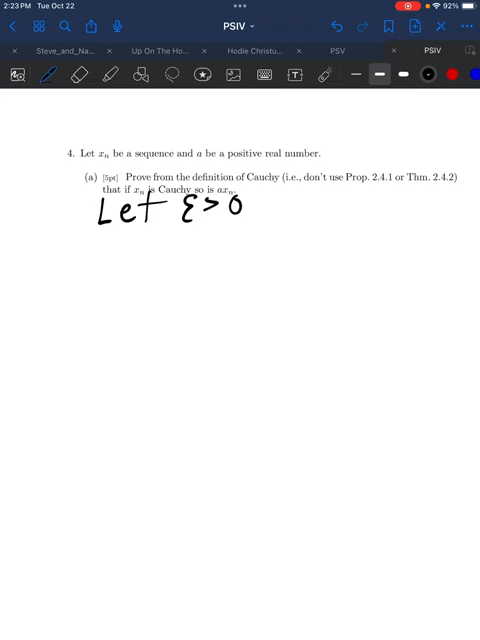 2:23 PM Tue Oct 22
92%
PSIV
Steve_and_Na...
Up On The Ho...
Hodie Christu...
PSV
PSIV
4. Let xₙ be a sequence and a be a positive real number.
(a) [5pt] Prove from the definition of Cauchy (i.e., don't use Prop. 2.4.1 or Thm. 2.4.2)
that if xₙ is Cauchy so is axₙ.
Let ε > 0